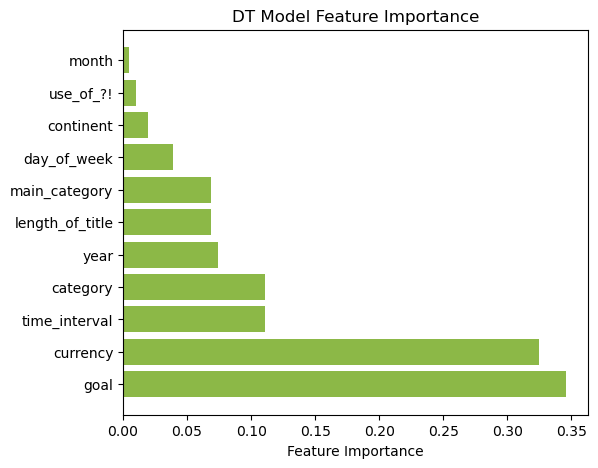 DT Model Feature Importance
month
use_of_?!
continent
day_of_week
main_category
length_of_title
year
category
time_interval
currency
goal
0.00 0.05 0.10 0.15 0.20 0.25 0.30 0.35
Feature Importance